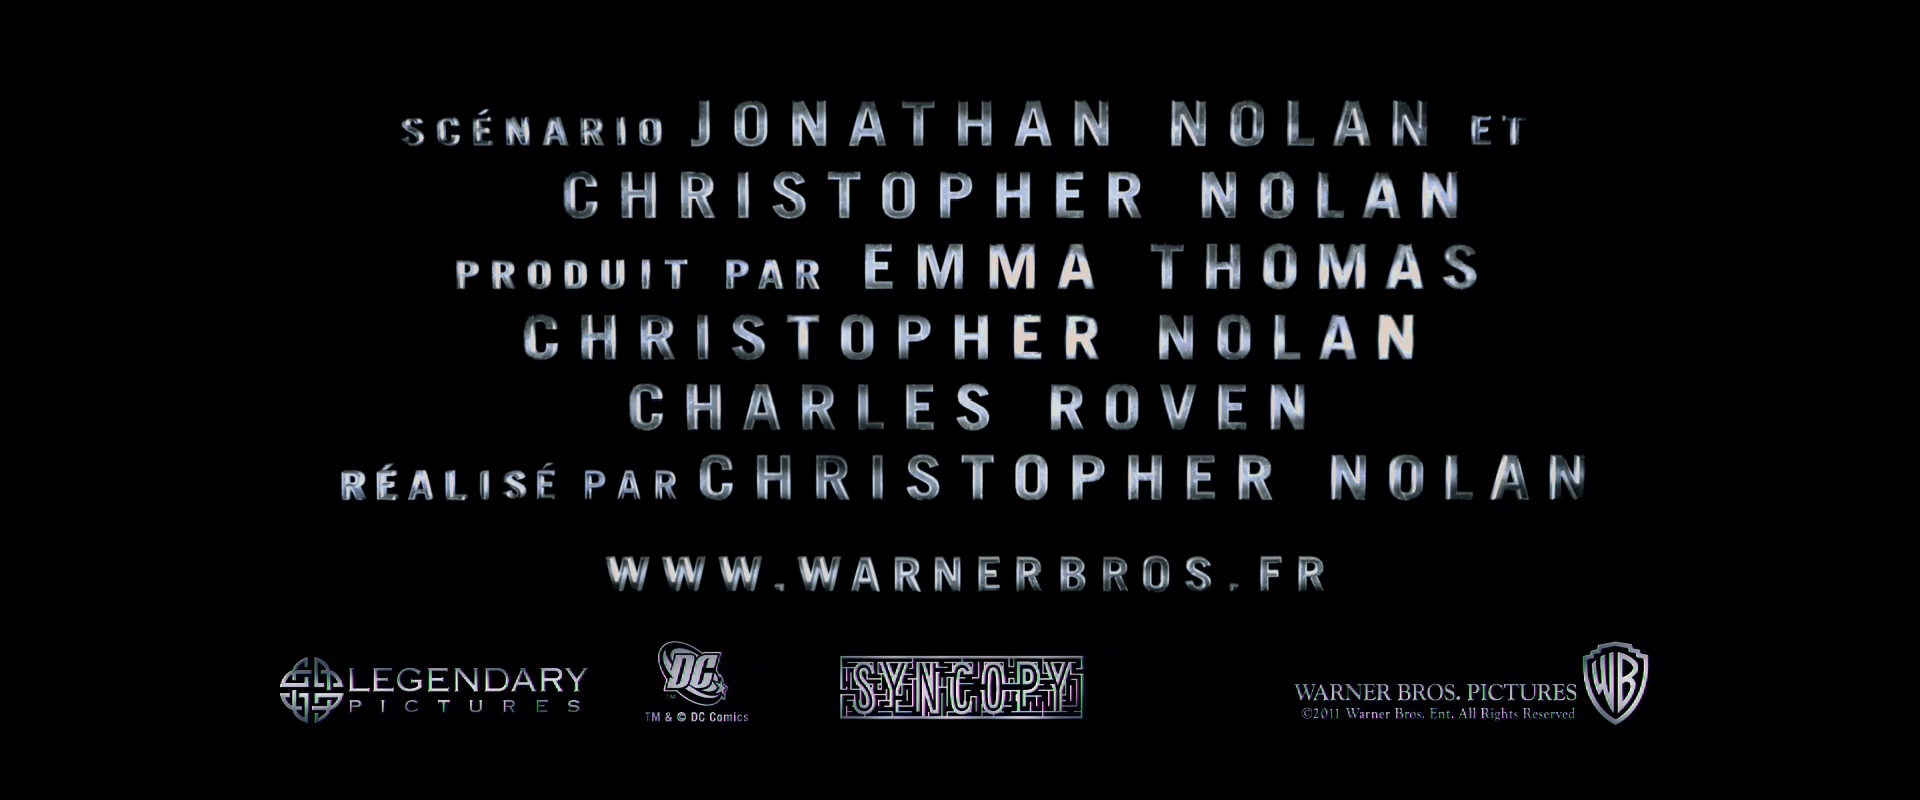 SCÉNARIO JONATHAN NOLAN ET
CHRISTOPHER NOLAN
PRODUIT PAR EMMA THOMAS
CHRISTOPHER NOLAN
CHARLES ROVEN
RÉALISÉ PAR CHRISTOPHER NOLAN
WWW.WARNERBROS.FR
LEGENDARY
PICTURES
DC
TM
TM & © DC Comics
SYNCOPY
WARNER BROS. PICTURES
©2011 Warner Bros. Ent. All Rights Reserved
WB